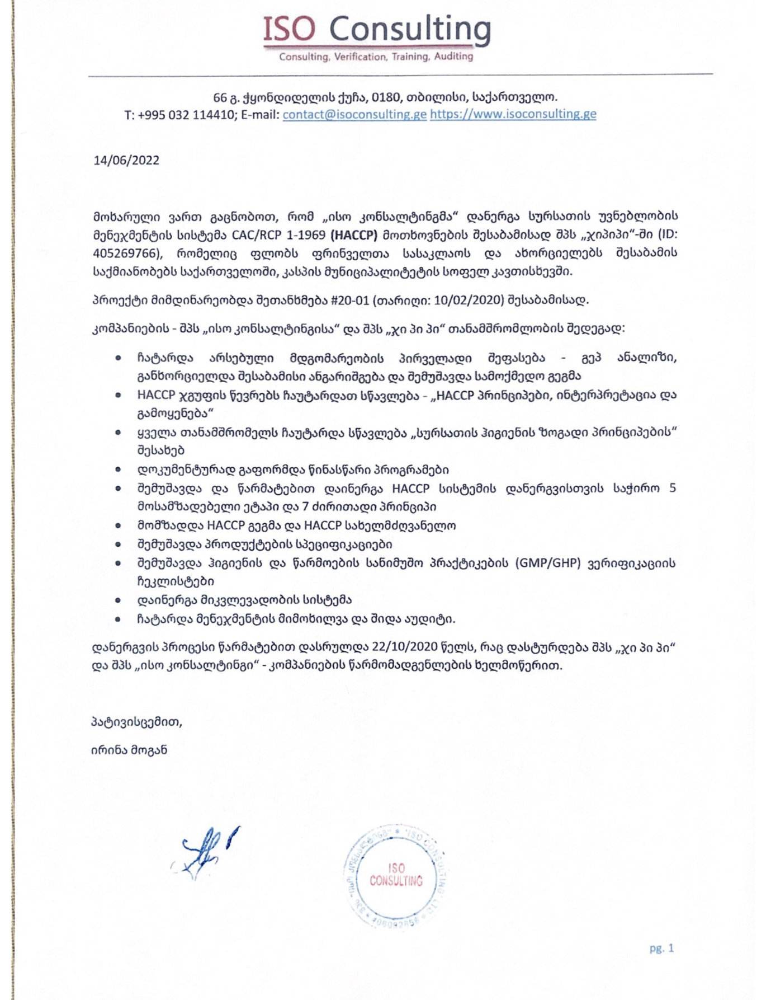 ISO Consulting
Consulting, Verification, Training, Auditing
66 გ. ჭყონდიდელის ქუჩა, 0180, თბილისი, საქართველო.
T: +995 032 114410; E-mail: contact@isoconsulting.ge https://www.isoconsulting.ge
14/06/2022
მოხარული ვართ გაცნობოთ, რომ „ისო კონსალტინგმა“ დანერგა სურსათის უვნებლობის
მენეჯმენტის სისტემა CAC/RCP 1-1969 (HACCP) მოთხოვნების შესაბამისად შპს „ჯიპიპი“-ში (ID:
405269766), რომელიც ფლობს ფრინველთა სასაკლაოს და ახორციელებს შესაბამის
საქმიანობებს საქართველოში, კასპის მუნიციპალიტეტის სოფელ კავთისხევში.
პროექტი მიმდინარეობდა შეთანხმება #20-01 (თარიღი: 10/02/2020) შესაბამისად.
კომპანიების - შპს „ისო კონსალტინგისა“ და შპს „ჯი პი პი“ თანამშრომლობის შედეგად:
• ჩატარდა არსებული მდგომარეობის პირველადი შეფასება - გეპ ანალიზი,
განხორციელდა შესაბამისი ანგარიშგება და შემუშავდა სამოქმედო გეგმა
• HACCP ჯგუფის წევრებს ჩაუტარდათ სწავლება - „HACCP პრინციპები, ინტერპრეტაცია და
გამოყენება“
• ყველა თანამშრომელს ჩაუტარდა სწავლება „სურსათის ჰიგიენის ზოგადი პრინციპების“
შესახებ
• დოკუმენტურად გაფორმდა წინასწარი პროგრამები
• შემუშავდა და წარმატებით დაინერგა HACCP სისტემის დანერგვისთვის საჭირო 5
მოსამზადებელი ეტაპი და 7 ძირითადი პრინციპი
• მომზადდა HACCP გეგმა და HACCP სახელმძღვანელო
• შემუშავდა პროდუქტების სპეციფიკაციები
• შემუშავდა ჰიგიენის და წარმოების სანიმუშო პრაქტიკების (GMP/GHP) ვერიფიკაციის
ჩეკლისტები
• დაინერგა მიკვლევადობის სისტემა
• ჩატარდა მენეჯმენტის მიმოხილვა და შიდა აუდიტი.
დანერგვის პროცესი წარმატებით დასრულდა 22/10/2020 წელს, რაც დასტურდება შპს „ჯი პი პი“
და შპს „ისო კონსალტინგი“ - კომპანიების წარმომადგენლების ხელმოწერით.
პატივისცემით,
ირინა მოგან
შპს "ისო კონსალტინგი" * "ISO CONSULTING" LTD *
ISO
CONSULTING
pg. 1